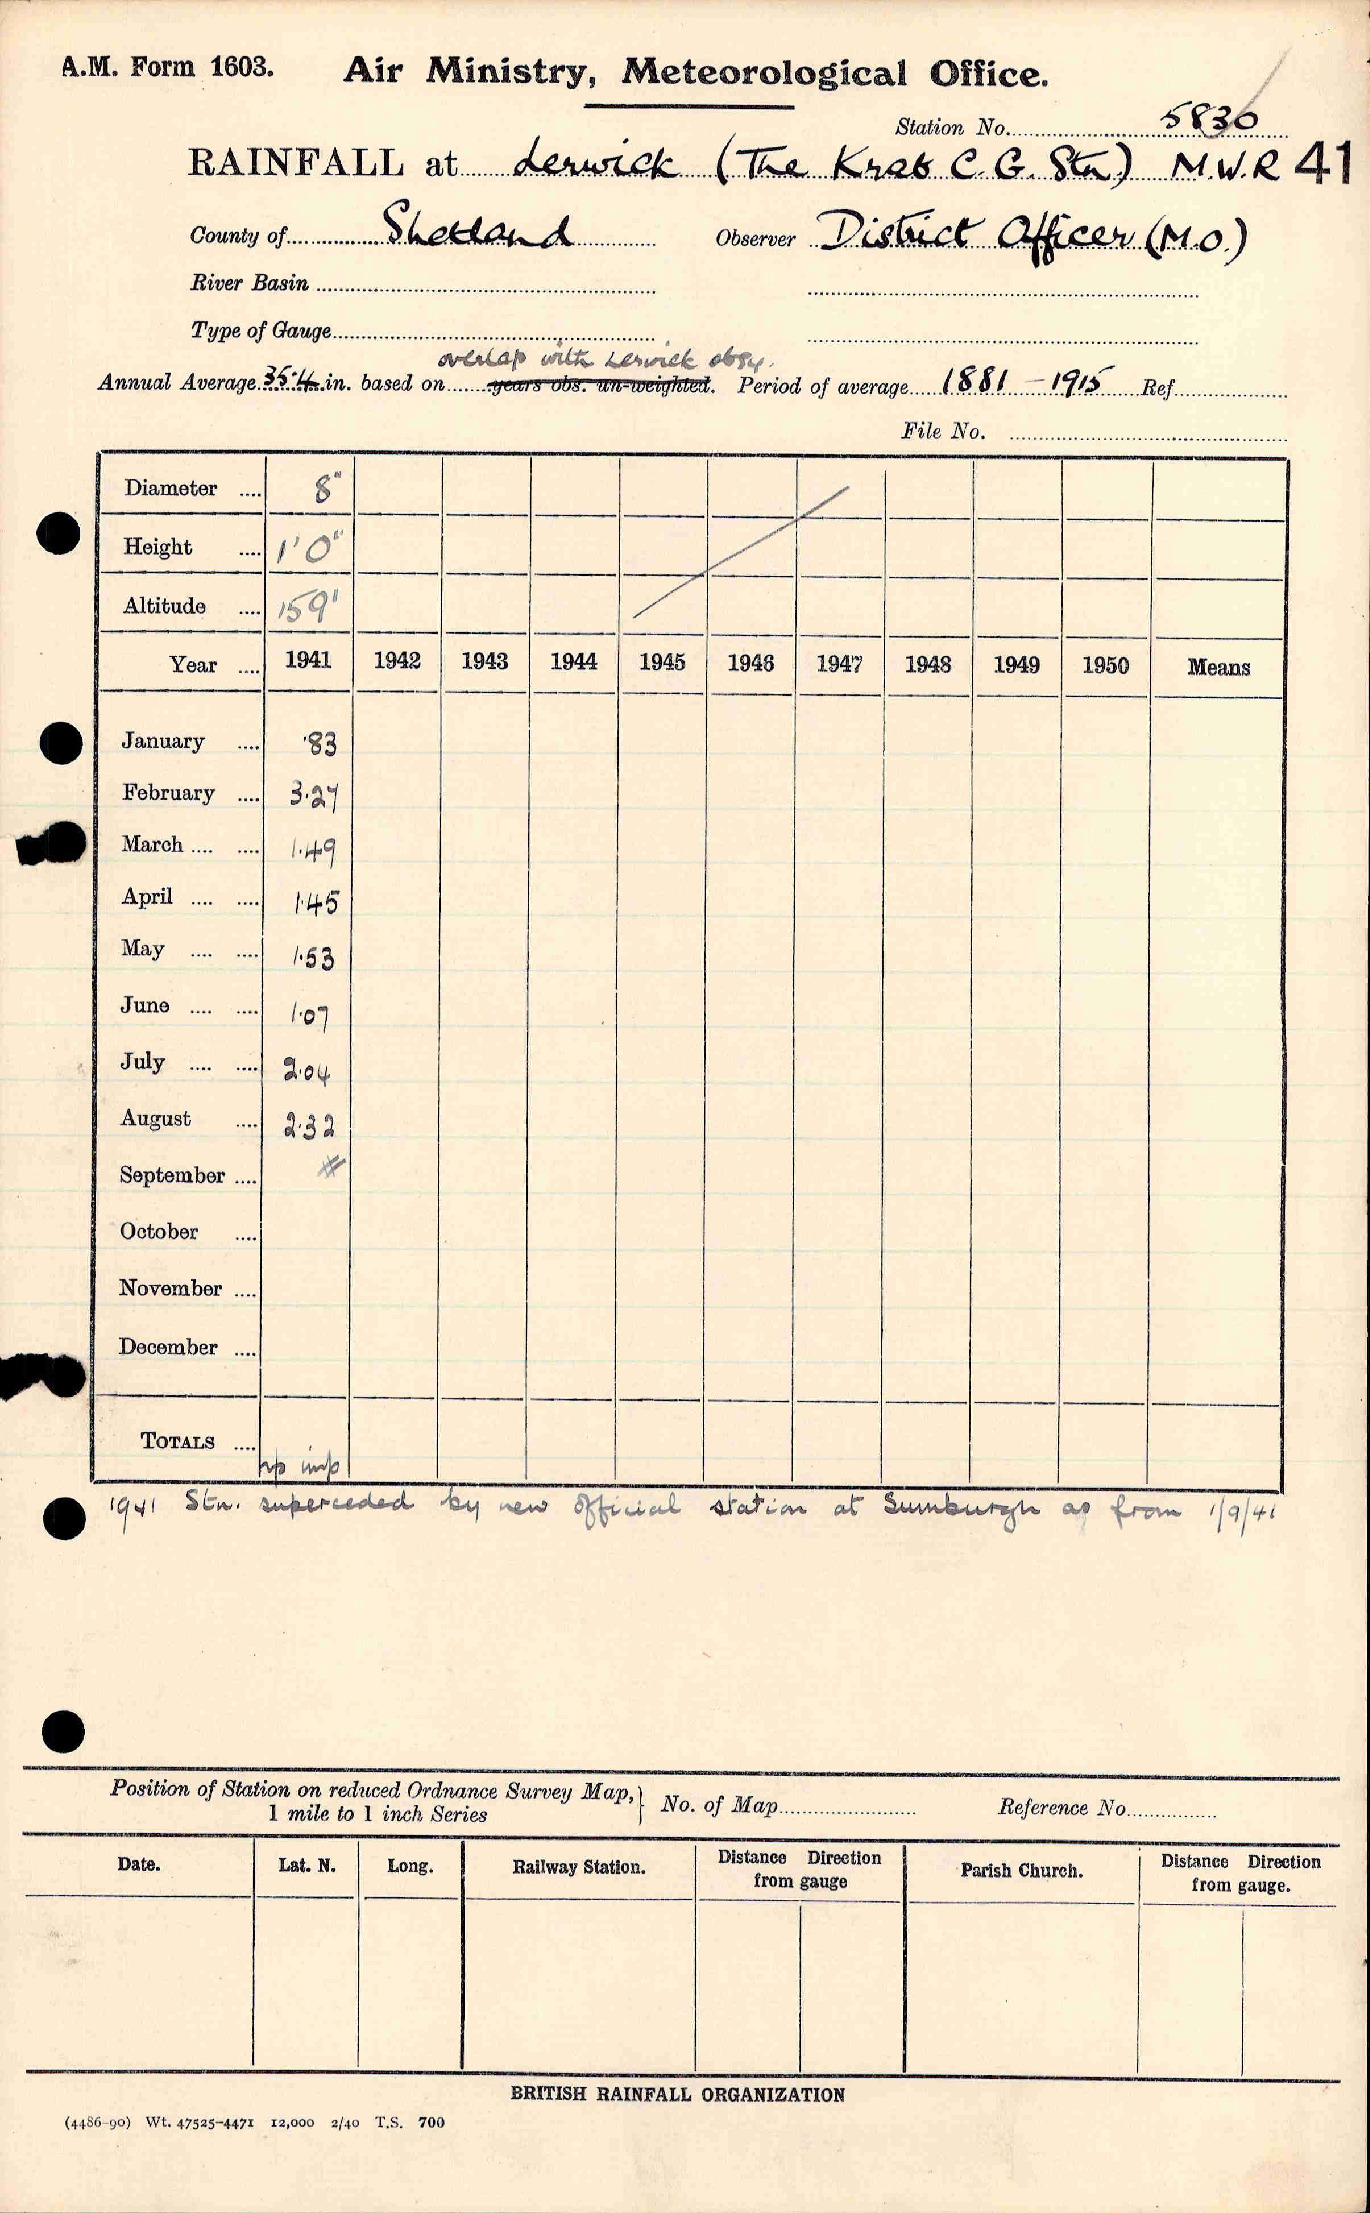 A.M. Form 1603. Air Ministry, Meteorological Office.
Station No. 5830
RAINFALL at Lerwick (The Knab C. G. Stn.) M.W.R 41
County of Shetland Observer District Officer (M.O.)
River Basin
Type of Gauge
overlap with Lerwick obsy.
Annual Average 35.4 in. based on years obs. un-weighted. Period of average 1881 – 1915 Ref.
File No.
Diameter .... 8"
Height .... 1'0"
Altitude .... 159'
Year .... 1941 1942 1943 1944 1945 1946 1947 1948 1949 1950 Means
January .... ·83
February .... 3·27
March .... .... 1·49
April .... .... 1·45
May .... .... 1·53
June .... .... 1·07
July .... .... 2·04
August .... 2·32
September .... #
October ....
November ....
December ....
TOTALS ....
1941 Stn. superceded by new official station at Sumburgh as from 1/9/41
Position of Station on reduced Ordnance Survey Map, } No. of Map Reference No.
1 mile to 1 inch Series
Date. Lat. N. Long. Railway Station. Distance Direction from gauge Parish Church. Distance Direction from gauge.
BRITISH RAINFALL ORGANIZATION
(4486-90) Wt. 47525-4471 12,000 2/40 T.S. 700